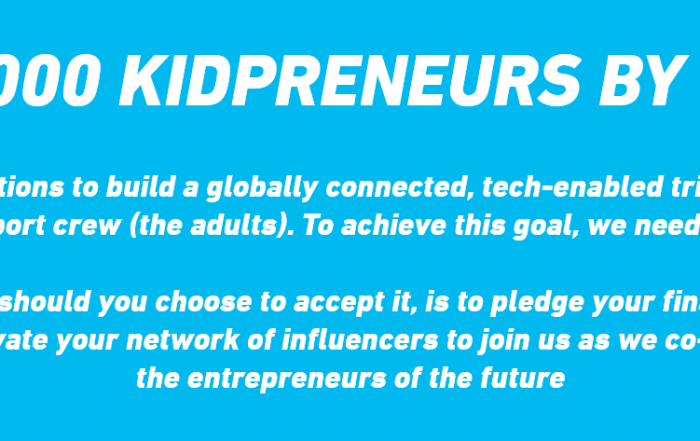 000 KIDPRENEURS BY
tions to build a globally connected, tech-enabled tri
port crew (the adults). To achieve this goal, we need
should you choose to accept it, is to pledge your fin
vate your network of influencers to join us as we co-
the entrepreneurs of the future